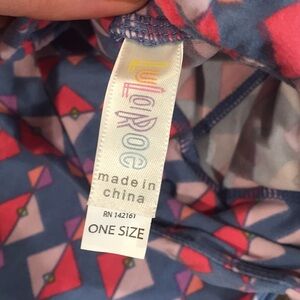 LuLaRoe
made in
china
RN 142161
ONE SIZE